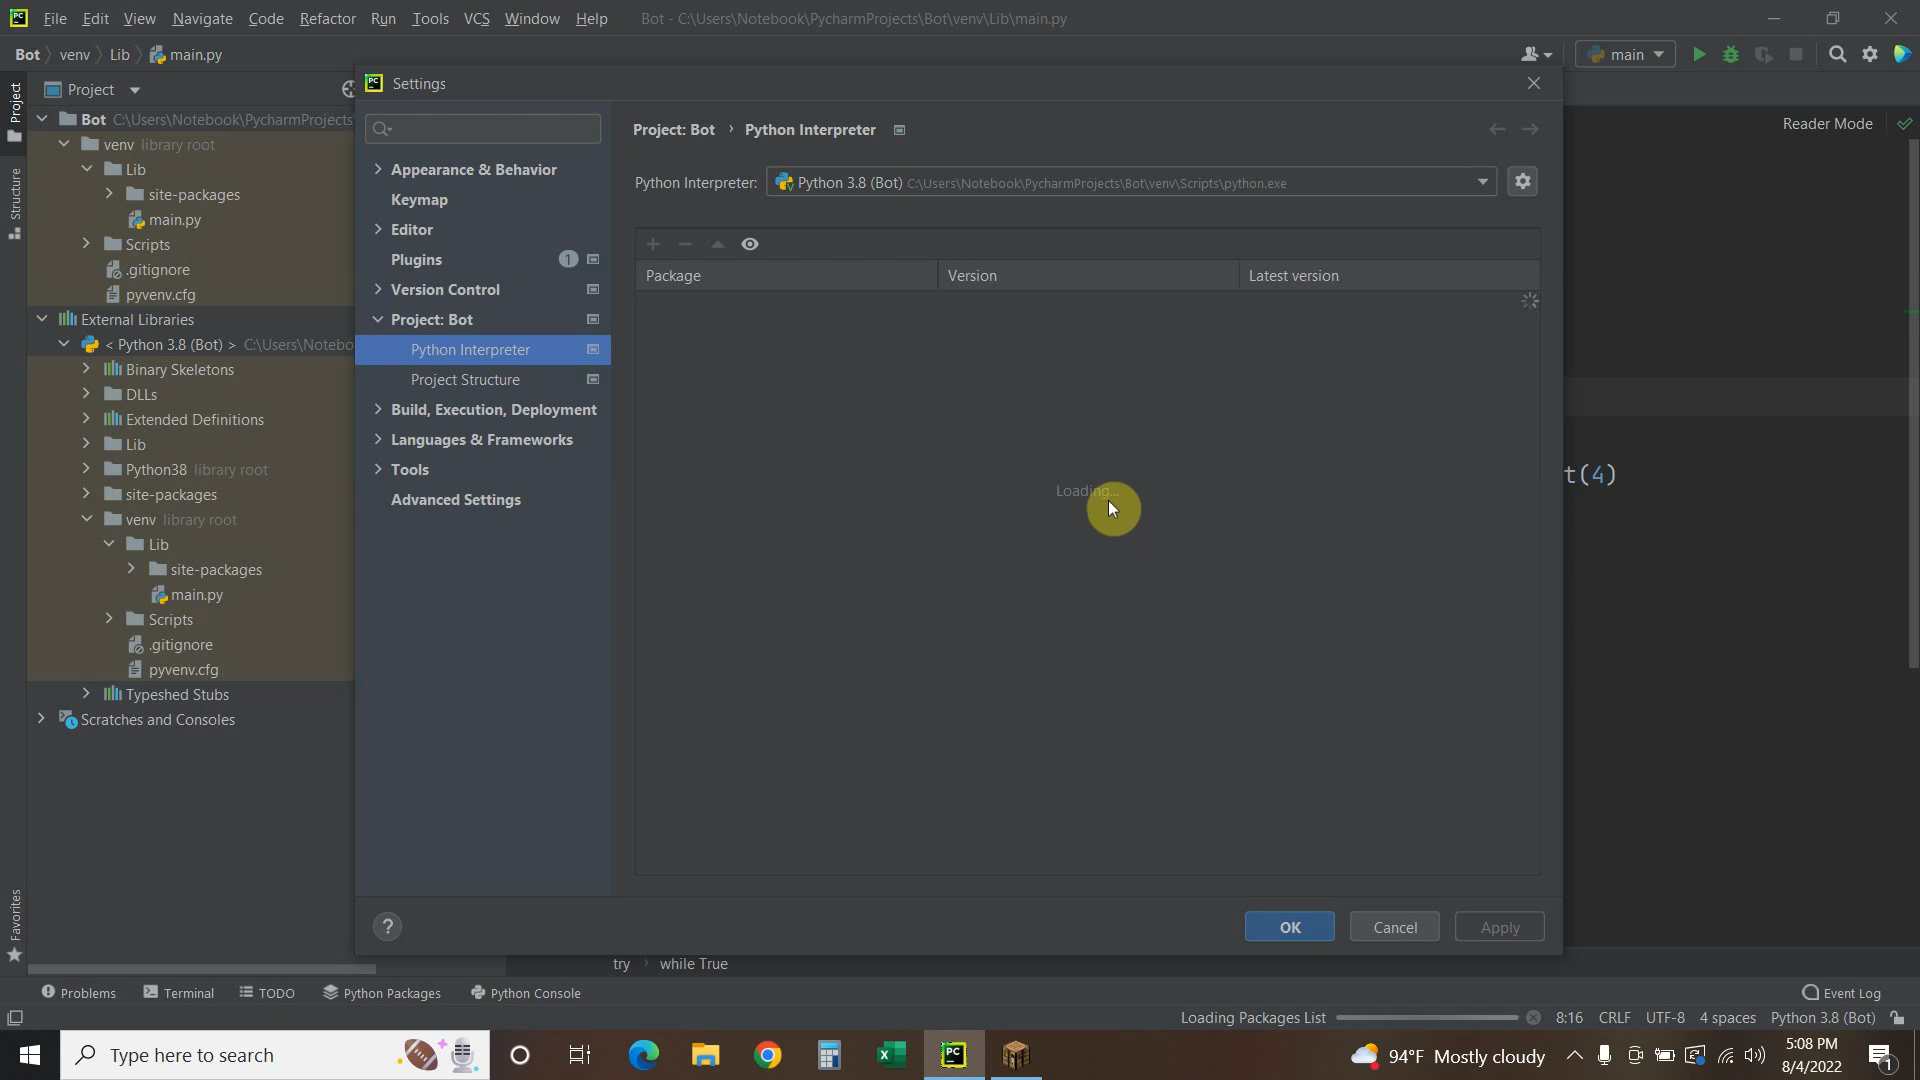 File Edit View Navigate Code Refactor Run Tools VCS Window Help Bot - C:\Users\Notebook\PycharmProjects\Bot\venv\Lib\main.py
Bot venv Lib main.py main
Project
Settings
Bot C:\Users\Notebook\PycharmProjects
venv library root
Lib
site-packages
main.py
Scripts
.gitignore
pyvenv.cfg
External Libraries
< Python 3.8 (Bot) > C:\Users\Notebo
Binary Skeletons
DLLs
Extended Definitions
Lib
Python38 library root
site-packages
venv library root
Lib
site-packages
main.py
Scripts
.gitignore
pyvenv.cfg
Typeshed Stubs
Scratches and Consoles
Project
Structure
Favorites
Appearance & Behavior
Keymap
Editor
Plugins 1
Version Control
Project: Bot
Python Interpreter
Project Structure
Build, Execution, Deployment
Languages & Frameworks
Tools
Advanced Settings
Project: Bot › Python Interpreter
Python Interpreter: Python 3.8 (Bot) C:\Users\Notebook\PycharmProjects\Bot\venv\Scripts\python.exe
Package Version Latest version
Loading...
? OK Cancel Apply
Reader Mode
t(4)
try › while True
Problems Terminal TODO Python Packages Python Console Event Log
Loading Packages List 8:16 CRLF UTF-8 4 spaces Python 3.8 (Bot)
Type here to search 94°F Mostly cloudy 5:08 PM
8/4/2022 1